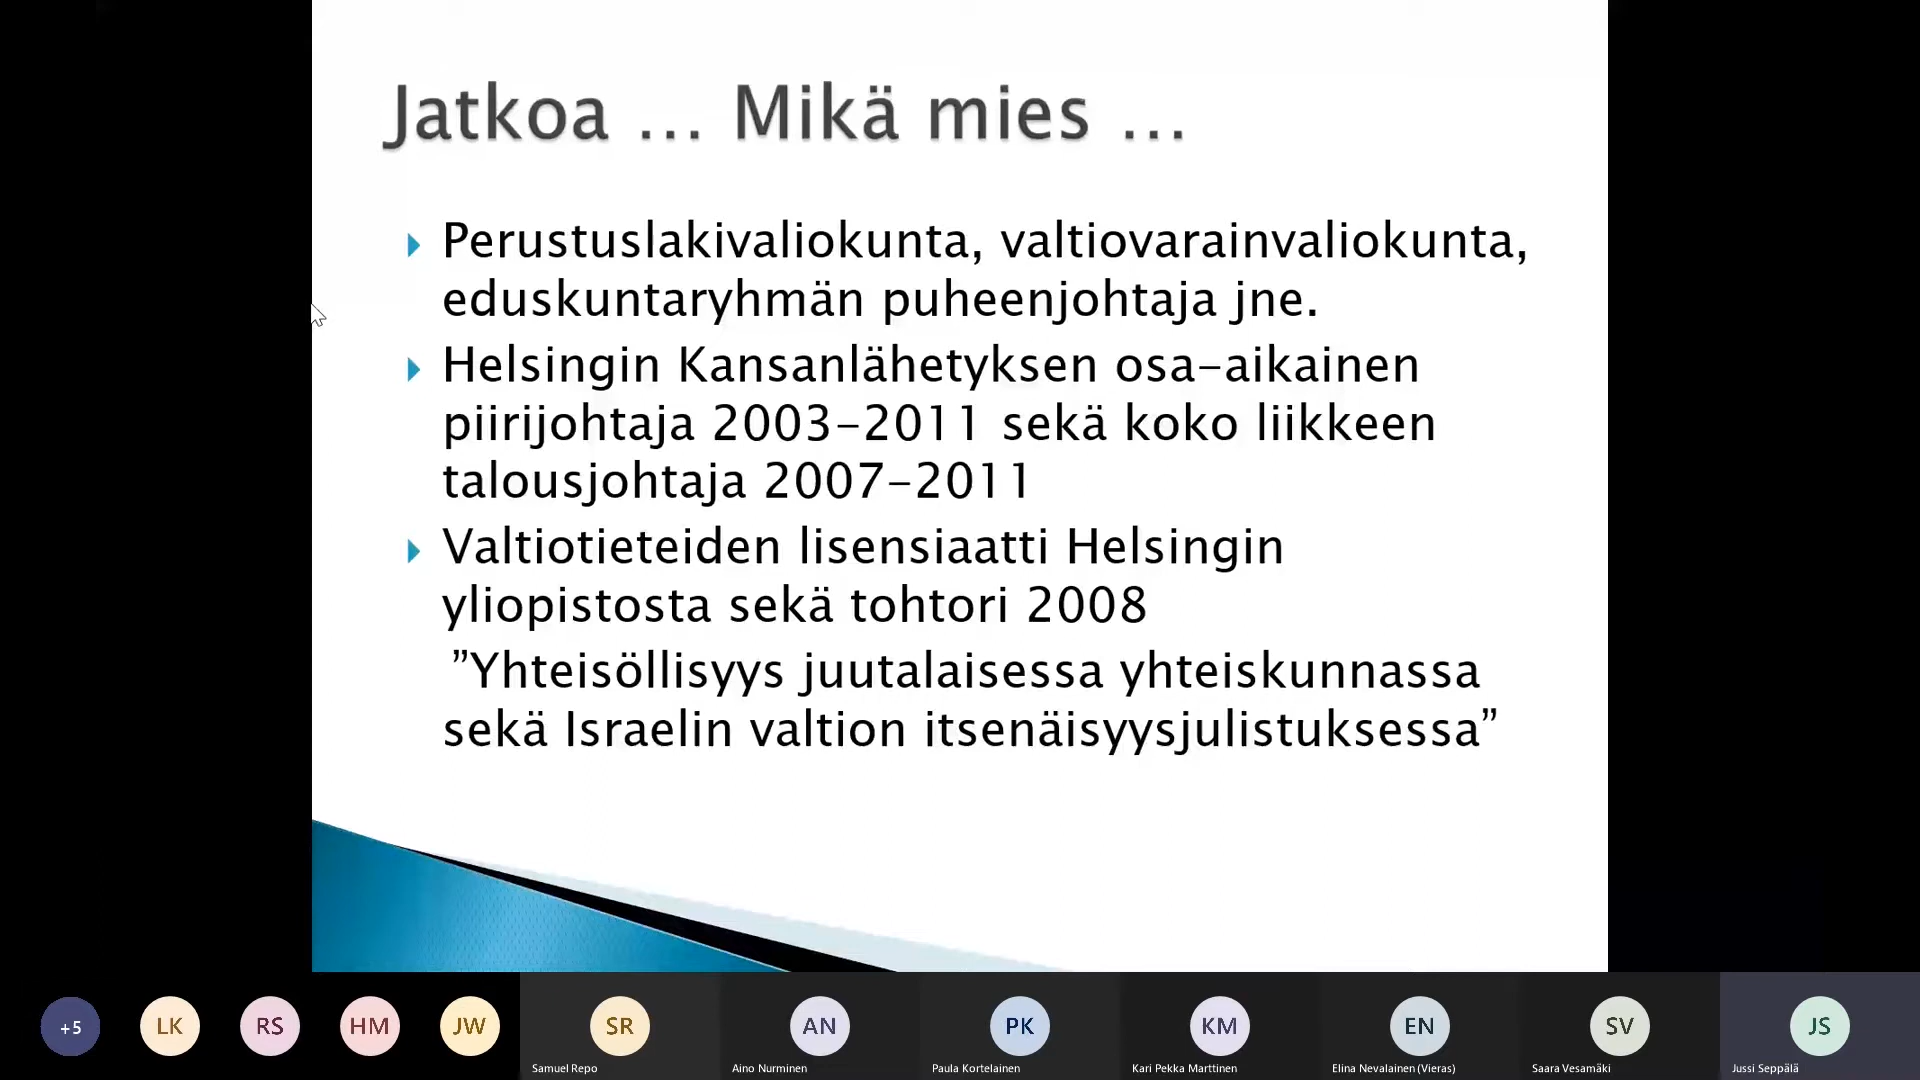 Jatkoa … Mikä mies …
Perustuslakivaliokunta, valtiovarainvaliokunta,
eduskuntaryhmän puheenjohtaja jne.
Helsingin Kansanlähetyksen osa-aikainen
piirijohtaja 2003-2011 sekä koko liikkeen
talousjohtaja 2007-2011
Valtiotieteiden lisensiaatti Helsingin
yliopistosta sekä tohtori 2008
”Yhteisöllisyys juutalaisessa yhteiskunnassa
sekä Israelin valtion itsenäisyysjulistuksessa”
+5
LK
RS
HM
JW
SR
AN
PK
KM
EN
SV
JS
Samuel Repo
Aino Nurminen
Paula Kortelainen
Kari Pekka Marttinen
Elina Nevalainen (Vieras)
Saara Vesamäki
Jussi Seppälä